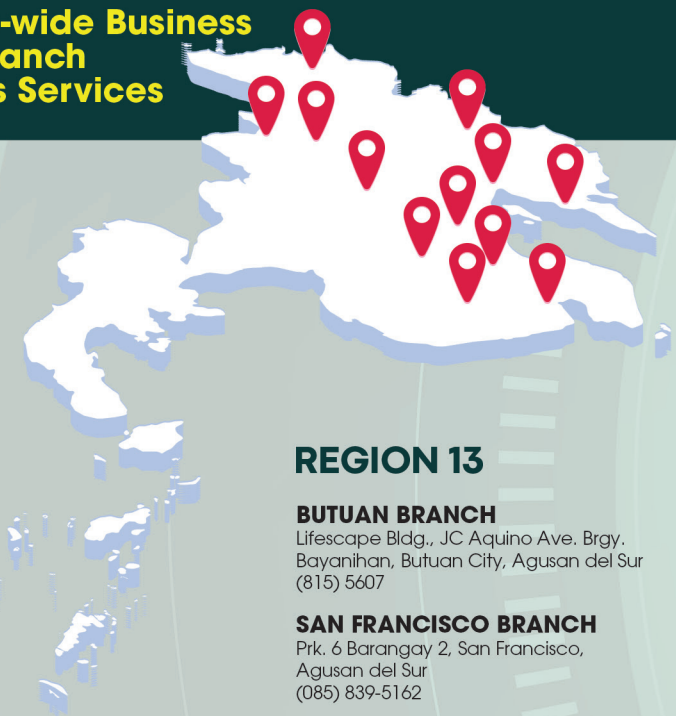 -wide Business
anch
s Services
REGION 13
BUTUAN BRANCH
Lifescape Bldg., JC Aquino Ave. Brgy.
Bayanihan, Butuan City, Agusan del Sur
(815) 5607
SAN FRANCISCO BRANCH
Prk. 6 Barangay 2, San Francisco,
Agusan del Sur
(085) 839-5162